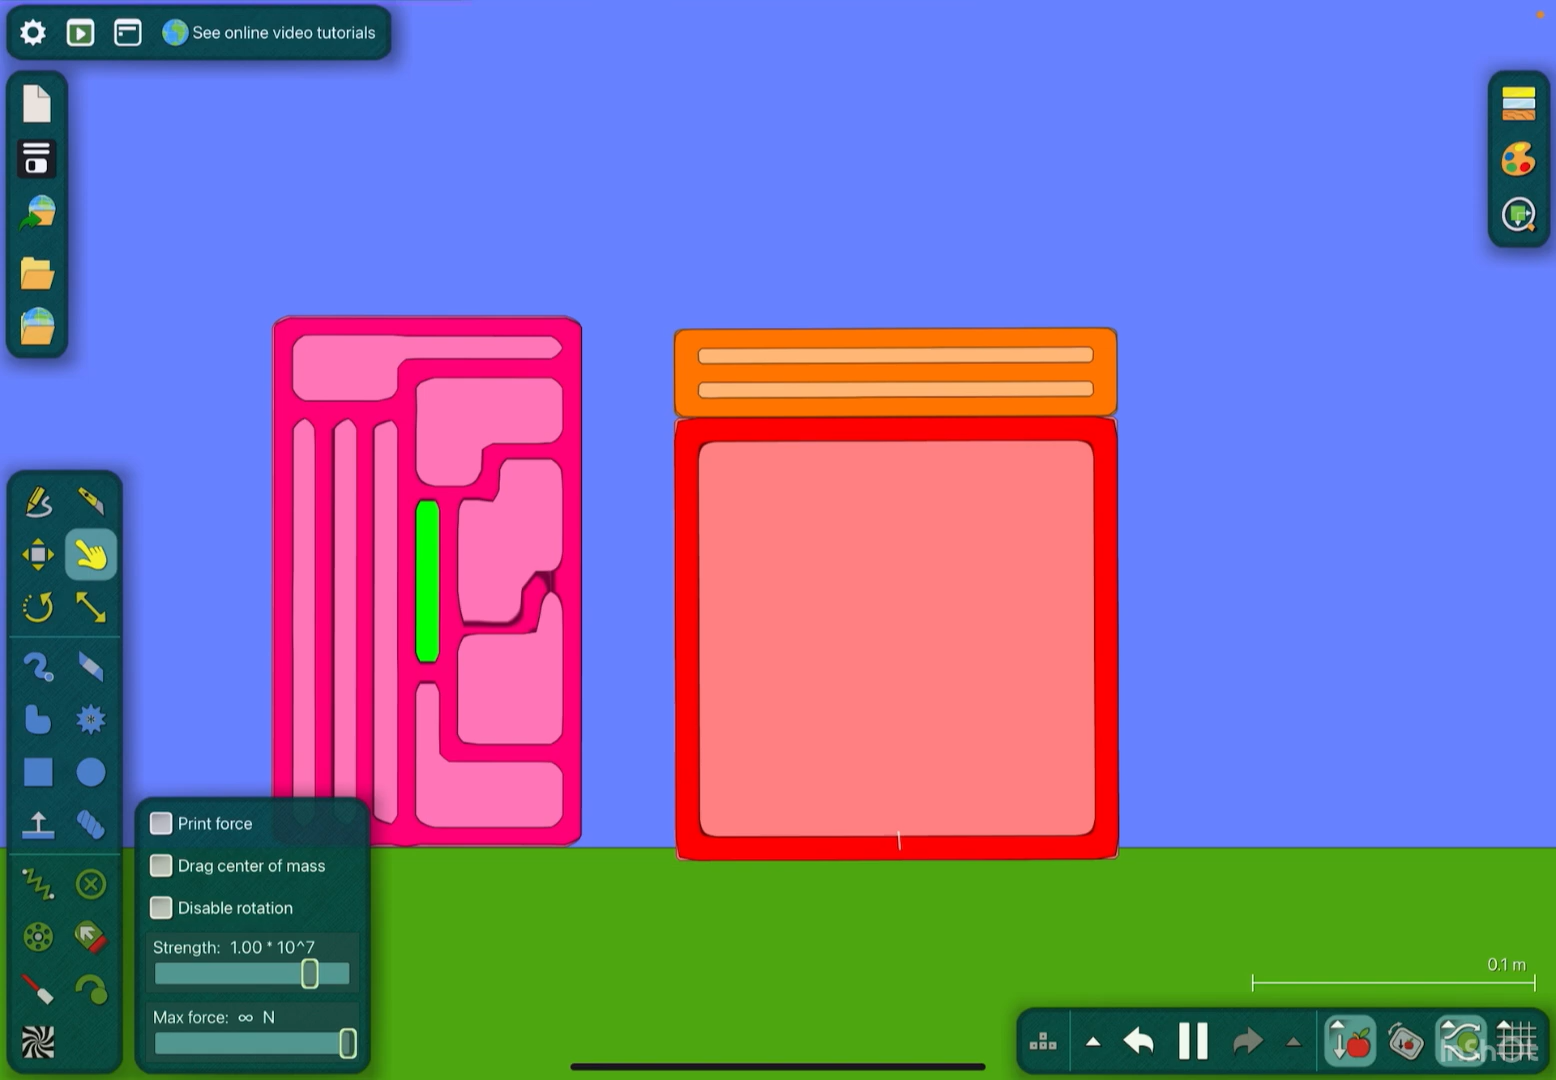 See online video tutorials
Print force
Drag center of mass
Disable rotation
Strength: 1.00 * 10^7
Max force: ∞ N
0.1 m
InShot